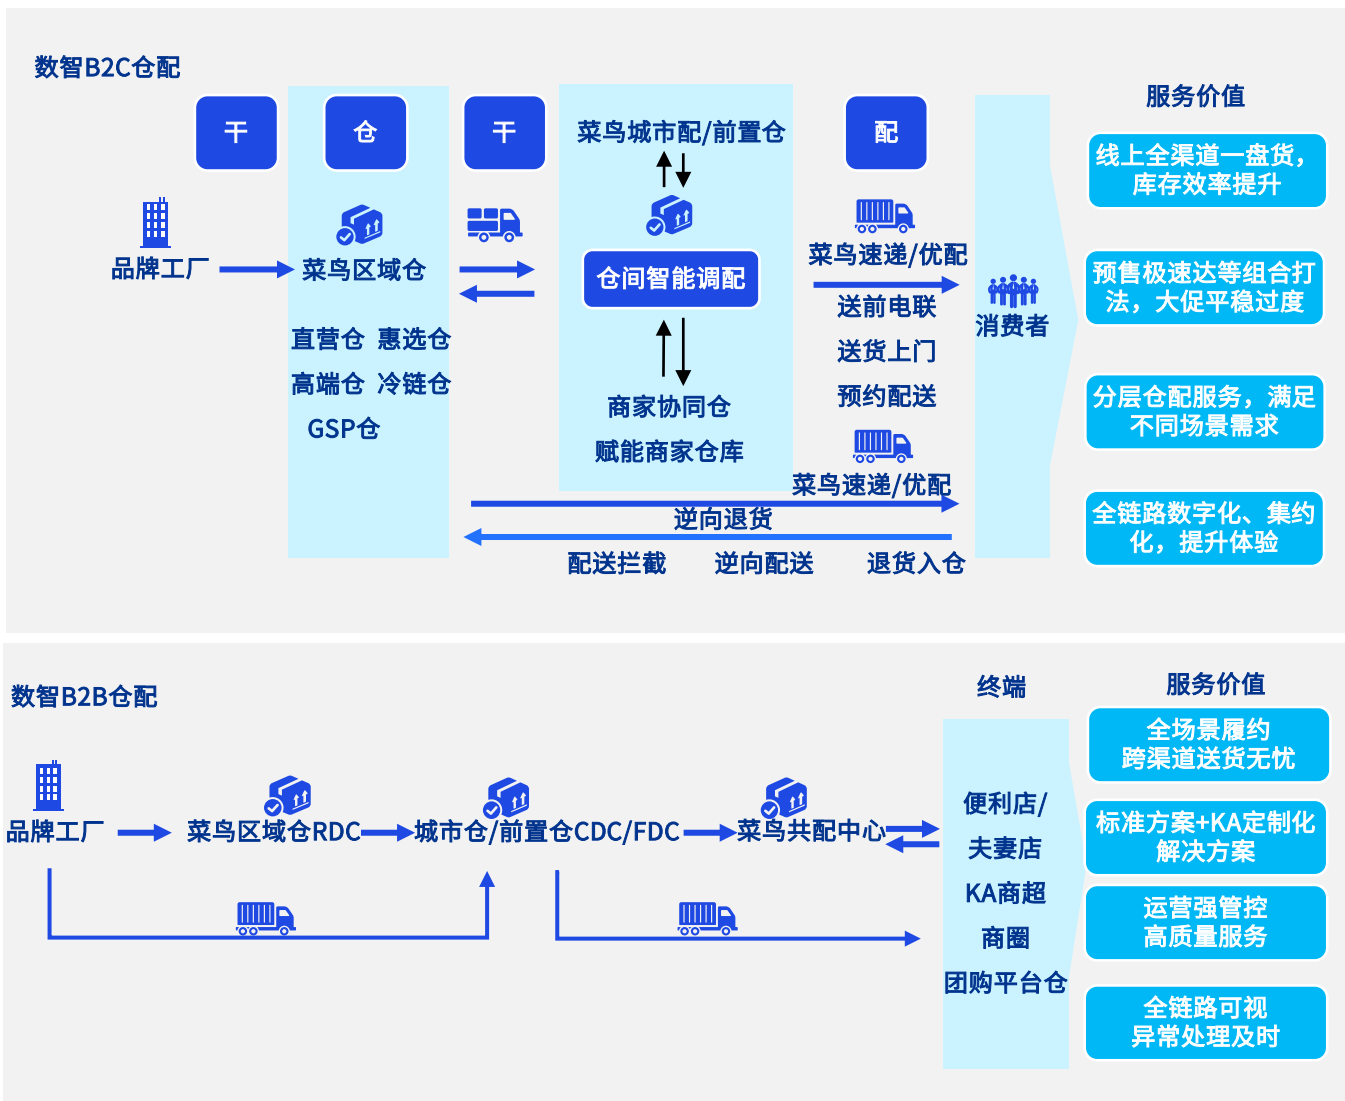 数智B2C仓配
干
仓
干
配
服务价值
菜鸟城市配/前置仓
品牌工厂
菜鸟区域仓
仓间智能调配
菜鸟速递/优配
送前电联
送货上门
预约配送
消费者
直营仓 惠选仓
高端仓 冷链仓
GSP仓
商家协同仓
赋能商家仓库
菜鸟速递/优配
逆向退货
配送拦截
逆向配送
退货入仓
线上全渠道一盘货，
库存效率提升
预售极速达等组合打
法，大促平稳过度
分层仓配服务，满足
不同场景需求
全链路数字化、集约
化，提升体验
数智B2B仓配
终端
服务价值
品牌工厂
菜鸟区域仓RDC
城市仓/前置仓CDC/FDC
菜鸟共配中心
便利店/
夫妻店
KA商超
商圈
团购平台仓
全场景履约
跨渠道送货无忧
标准方案+KA定制化
解决方案
运营强管控
高质量服务
全链路可视
异常处理及时